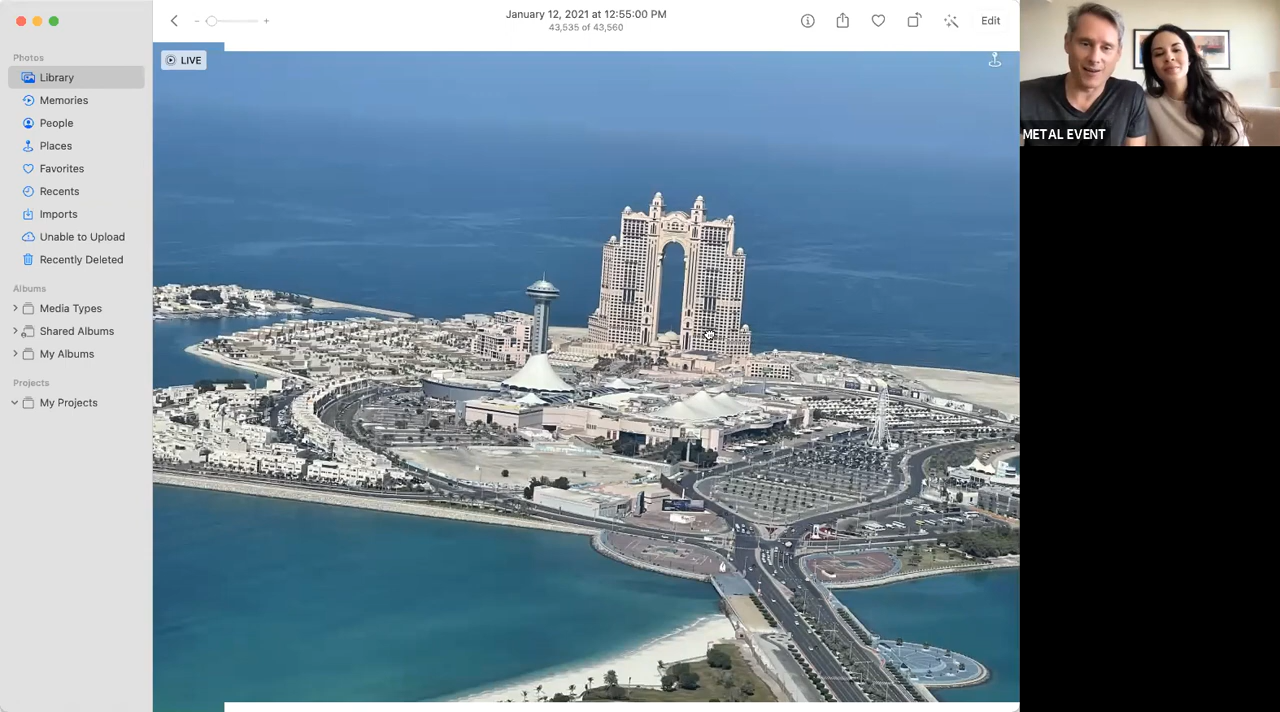 January 12, 2021 at 12:55:00 PM
43,535 of 43,560
Edit
Photos
Library
Memories
People
Places
Favorites
Recents
Imports
Unable to Upload
Recently Deleted
Albums
Media Types
Shared Albums
My Albums
Projects
My Projects
LIVE
METAL EVENT